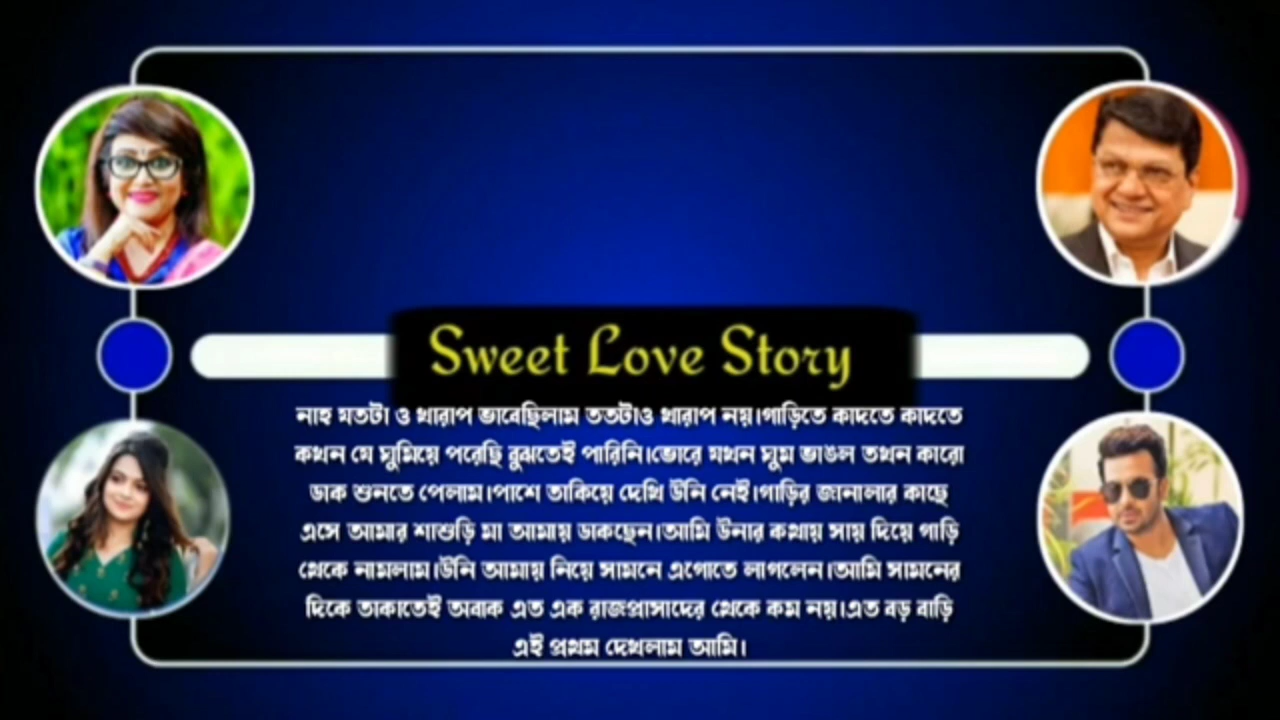 Sweet Love Story
নাহ যতটা ও খারাপ ভাবেছিলাম ততটাও খারাপ নয়।গাড়িতে কাদতে কাদতে
কখন যে ঘুমিয়ে পরেছি বুঝতেই পারিনি।ভোরে যখন ঘুম ভাঙল তখন কারো
ডাক শুনতে পেলাম।পাশে তাকিয়ে দেখি উনি নেই।গাড়ির জানালার কাছে
এসে আমার শাশুড়ি মা আমায় ডাকছেন।আমি উনার কথায় সায় দিয়ে গাড়ি
থেকে নামলাম।উনি আমায় নিয়ে সামনে এগোতে লাগলেন।আমি সামনের
দিকে তাকাতেই অবাক এত এক রাজপ্রাসাদের থেকে কম নয়।এত বড় বাড়ি
এই প্রথম দেখলাম আমি।